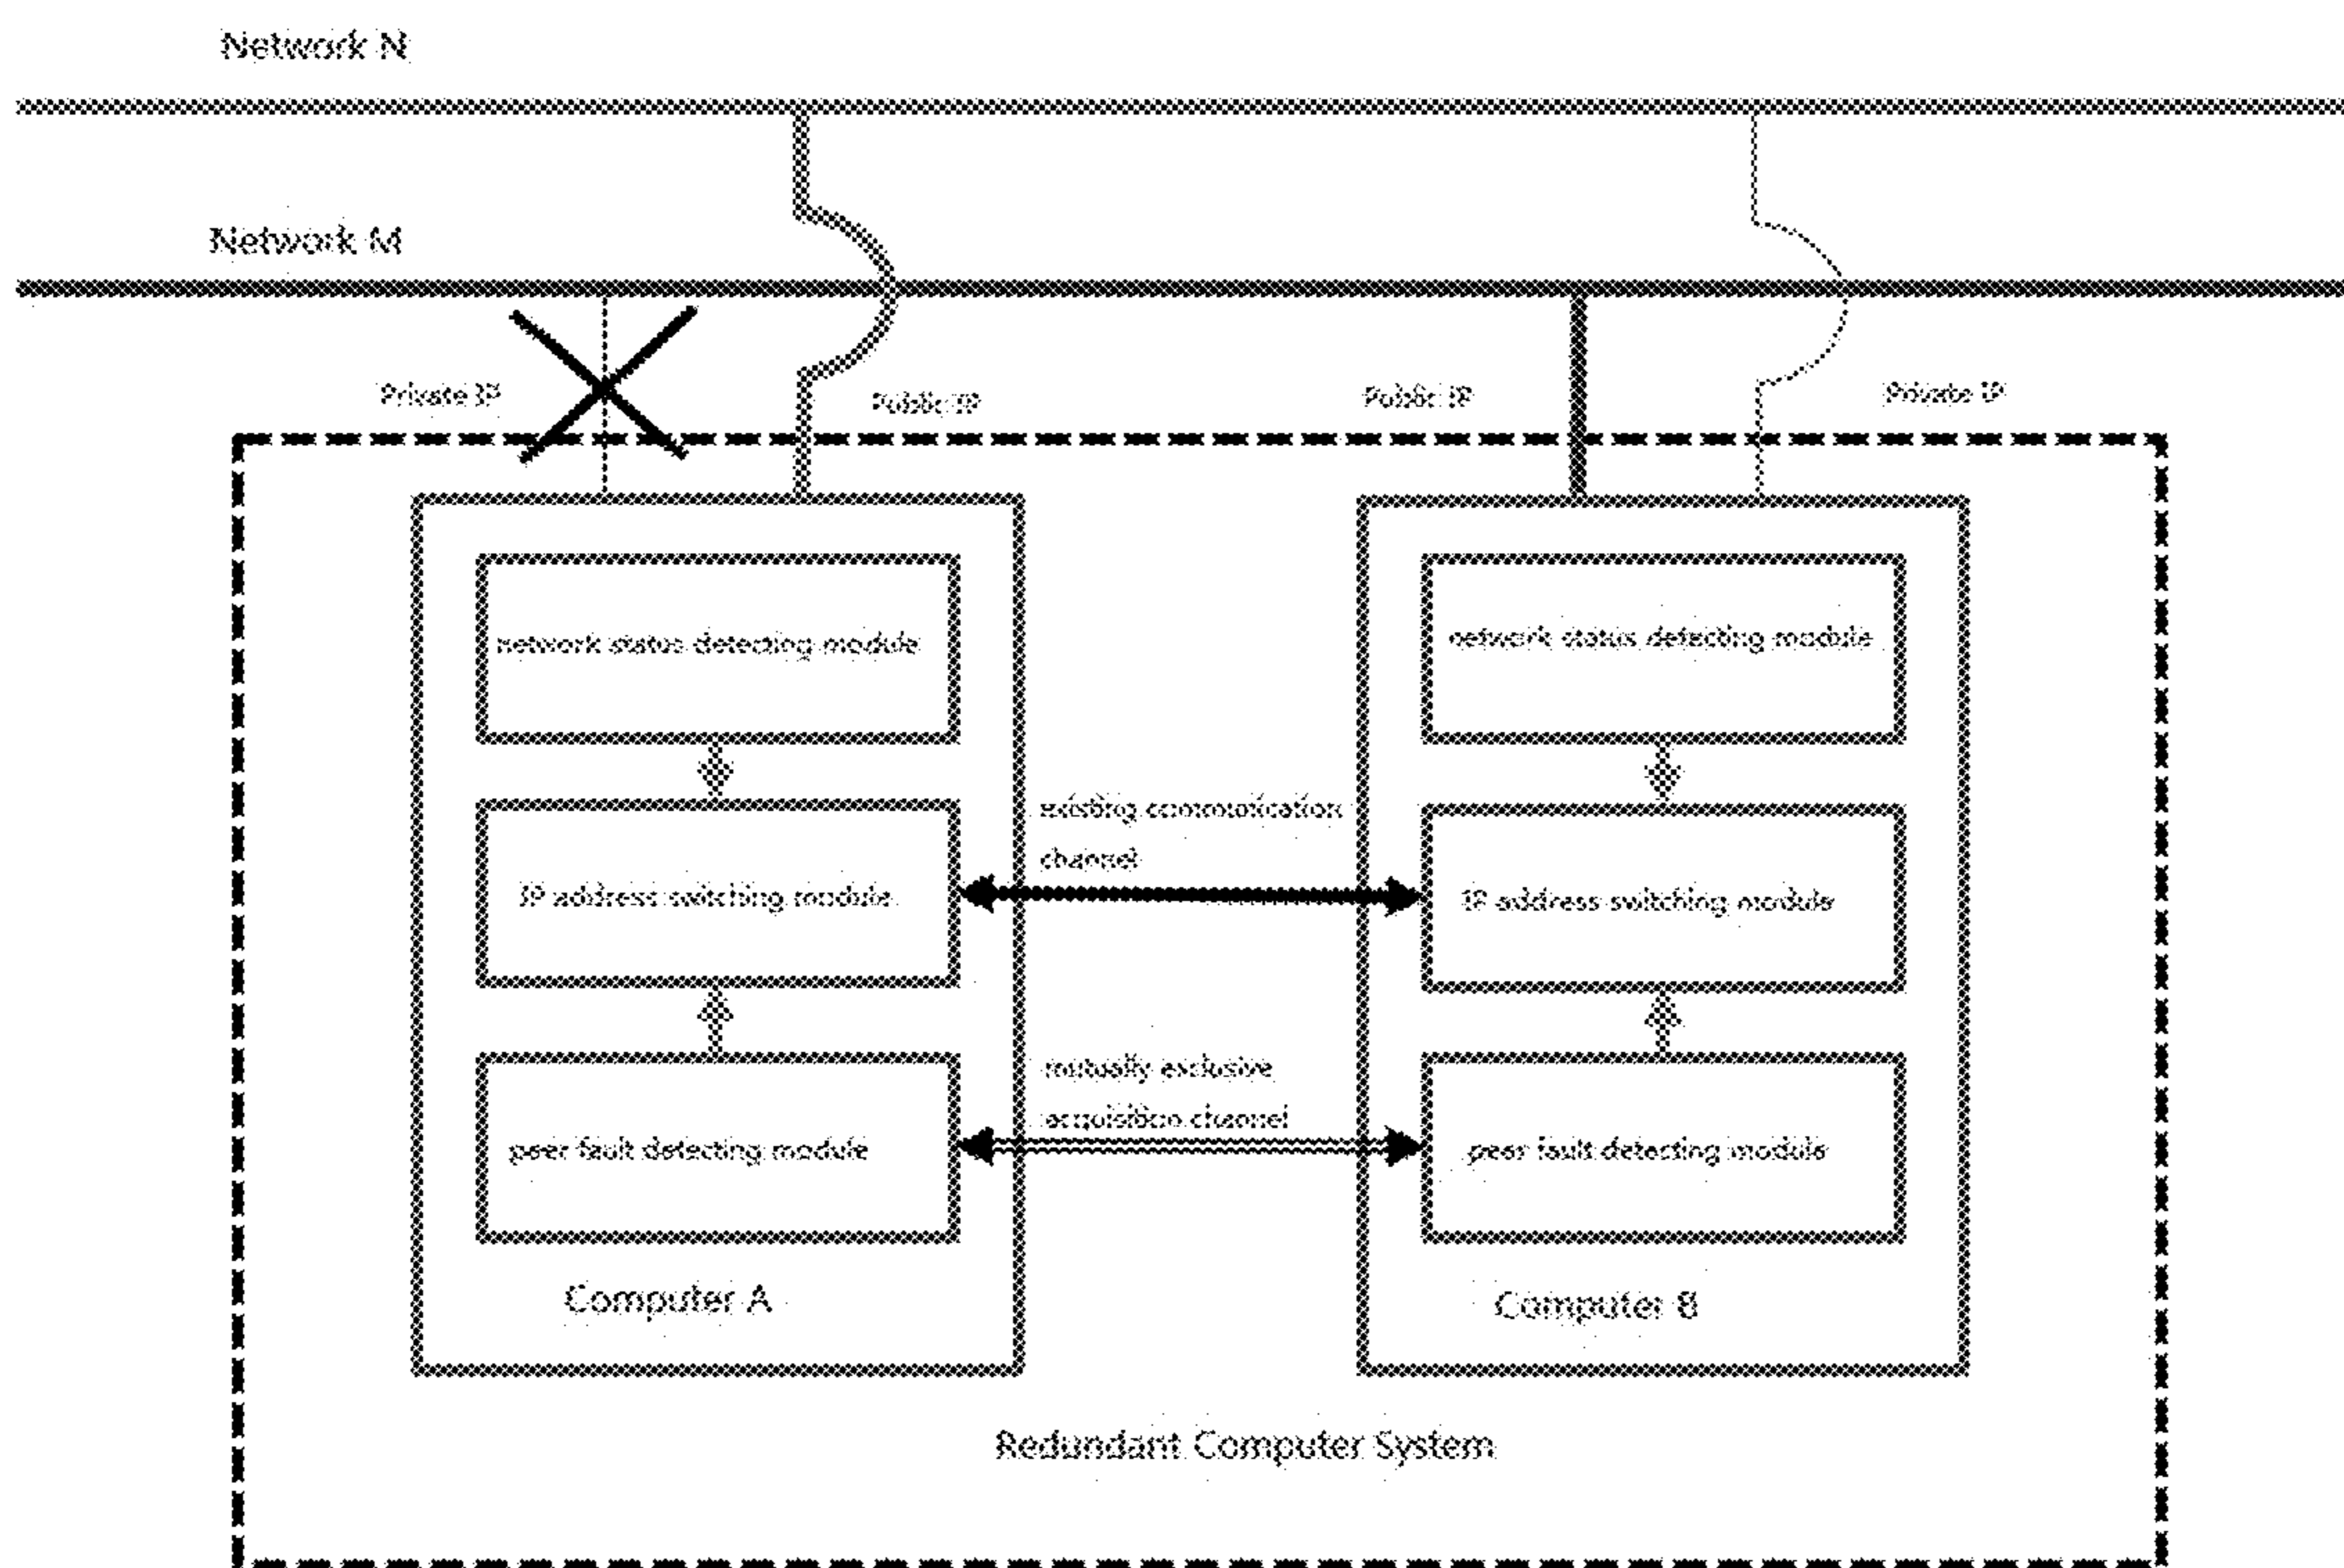 Network N
Network M
Private IP
Public IP
Public IP
Private IP
network status detecting module
network status detecting module
existing communication
channel
IP address switching module
IP address switching module
mutually exclusive
acquisition channel
peer fault detecting module
peer fault detecting module
Computer A
Computer B
Redundant Computer System